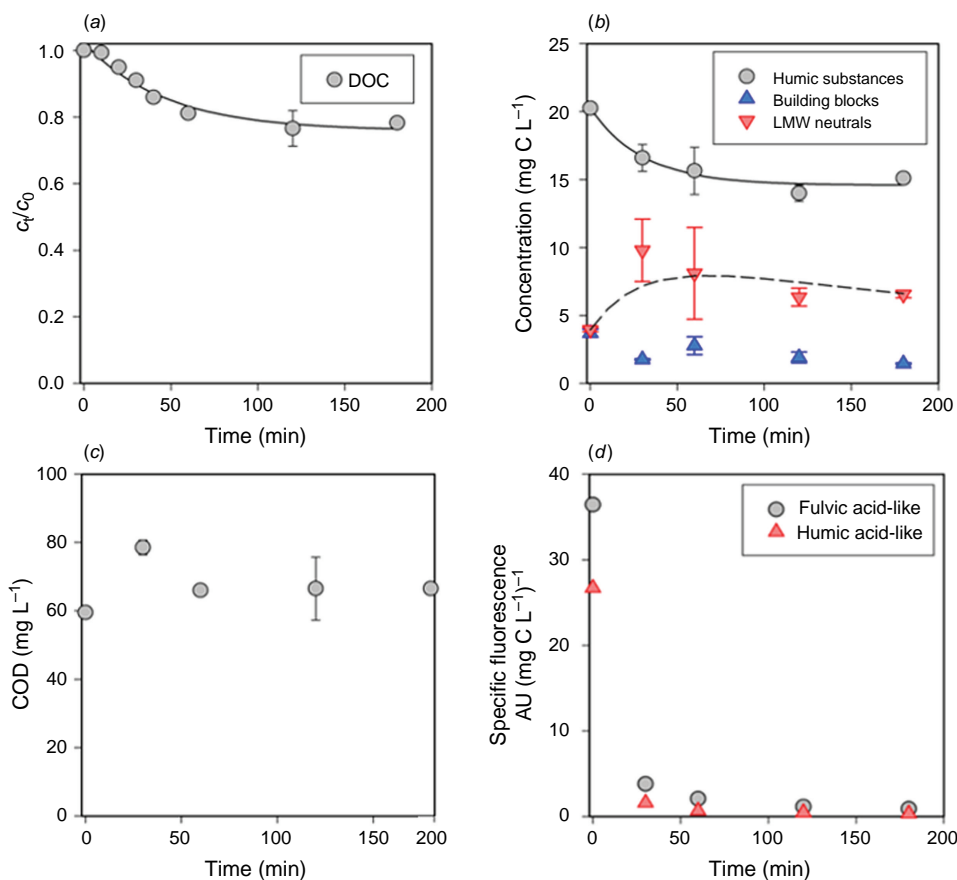 (a)
1.0
0.8
0.6
0.4
0.2
0.0
cₜ/c₀
DOC
0 50 100 150 200
Time (min)
(b)
25
20
15
10
5
0
Concentration (mg C L⁻¹)
Humic substances
Building blocks
LMW neutrals
0 50 100 150 200
Time (min)
(c)
100
80
60
40
20
0
COD (mg L⁻¹)
0 50 100 150 200
Time (min)
(d)
40
30
20
10
0
Specific fluorescence
AU (mg C L⁻¹)⁻¹
Fulvic acid-like
Humic acid-like
0 50 100 150 200
Time (min)